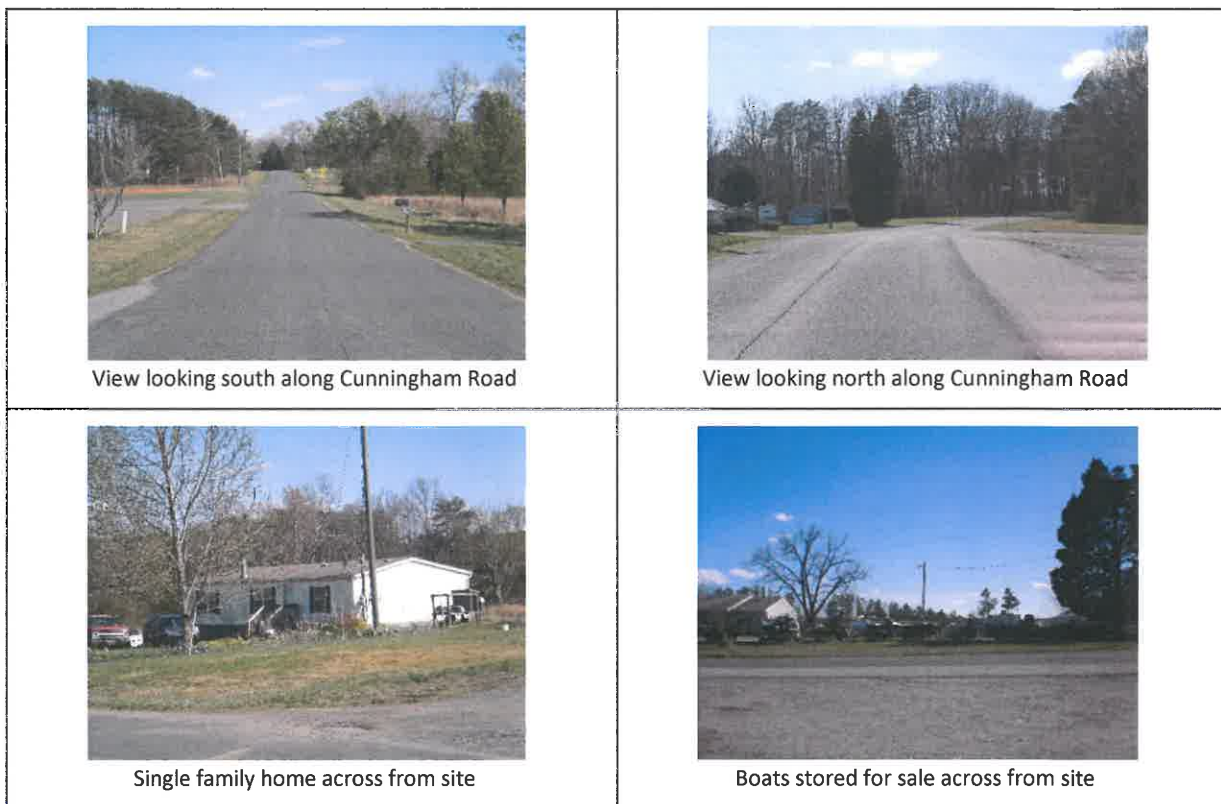 View looking south along Cunningham Road
View looking north along Cunningham Road
Single family home across from site
Boats stored for sale across from site